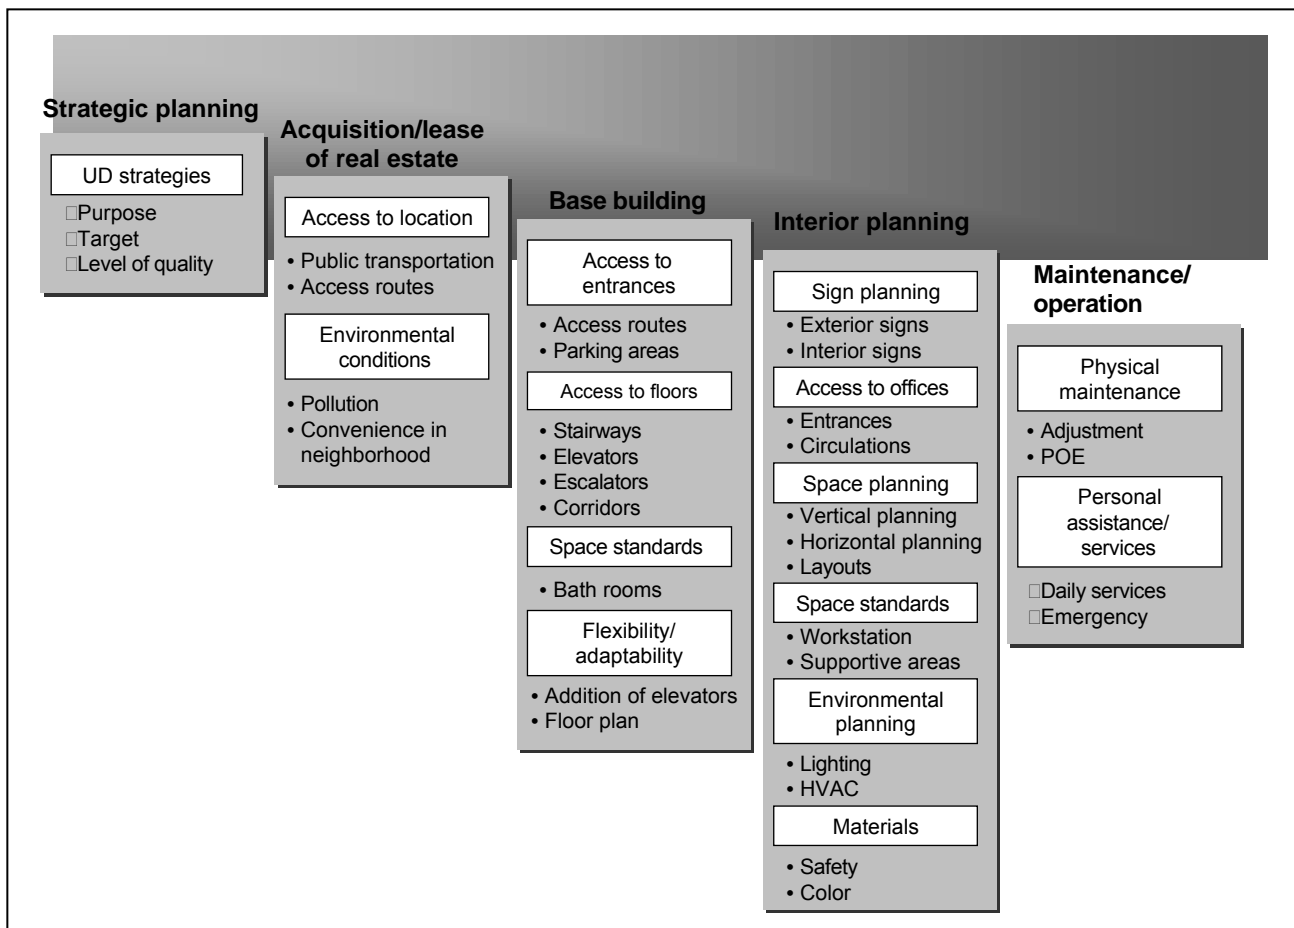 Strategic planning
UD strategies
□Purpose
□Target
□Level of quality
Acquisition/lease
of real estate
Access to location
• Public transportation
• Access routes
Environmental
conditions
• Pollution
• Convenience in
neighborhood
Base building
Access to
entrances
• Access routes
• Parking areas
Access to floors
• Stairways
• Elevators
• Escalators
• Corridors
Space standards
• Bath rooms
Flexibility/
adaptability
• Addition of elevators
• Floor plan
Interior planning
Sign planning
• Exterior signs
• Interior signs
Access to offices
• Entrances
• Circulations
Space planning
• Vertical planning
• Horizontal planning
• Layouts
Space standards
• Workstation
• Supportive areas
Environmental
planning
• Lighting
• HVAC
Materials
• Safety
• Color
Maintenance/
operation
Physical
maintenance
• Adjustment
• POE
Personal
assistance/
services
□Daily services
□Emergency